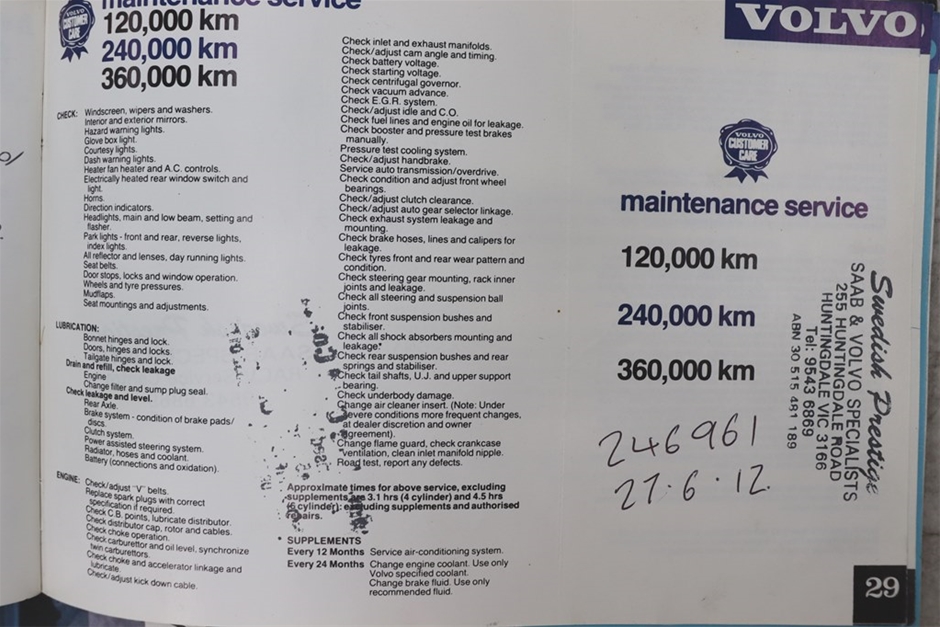 maintenance service
120,000 km
240,000 km
360,000 km
VOLVO
CUSTOMER
CARE
CHECK: Windscreen, wipers and washers.
Interior and exterior mirrors.
Hazard warning lights.
Glove box light.
Courtesy lights.
Dash warning lights.
Heater fan heater and A.C. controls.
Electrically heated rear window switch and
light.
Horns.
Direction indicators.
Headlights, main and low beam, setting and
flasher.
Park lights - front and rear, reverse lights,
index lights.
All reflector and lenses, day running lights.
Seat belts.
Door stops, locks and window operation.
Wheels and tyre pressures.
Mudflaps.
Seat mountings and adjustments.
LUBRICATION:
Bonnet hinges and lock.
Doors, hinges and locks.
Tailgate hinges and lock.
Drain and refill, check leakage
Engine
Change filter and sump plug seal.
Check leakage and level.
Rear Axle.
Brake system - condition of brake pads/
discs.
Clutch system.
Power assisted steering system.
Radiator, hoses and coolant.
Battery (connections and oxidation).
ENGINE: Check/adjust "V" belts.
Replace spark plugs with correct
specification if required.
Check C.B. points, lubricate distributor.
Check distributor cap, rotor and cables.
Check choke operation.
Check carburettor and oil level, synchronize
twin carburettors.
Check choke and accelerator linkage and
lubricate.
Check/adjust kick down cable.
Check inlet and exhaust manifolds.
Check/adjust cam angle and timing.
Check battery voltage.
Check starting voltage.
Check centrifugal governor.
Check vacuum advance.
Check E.G.R. system.
Check/adjust idle and C.O.
Check fuel lines and engine oil for leakage.
Check booster and pressure test brakes
manually.
Pressure test cooling system.
Check/adjust handbrake.
Service auto transmission/overdrive.
Check condition and adjust front wheel
bearings.
Check/adjust clutch clearance.
Check/adjust auto gear selector linkage.
Check exhaust system leakage and
mounting.
Check brake hoses, lines and calipers for
leakage.
Check tyres front and rear wear pattern and
condition.
Check steering gear mounting, rack inner
joints and leakage.
Check all steering and suspension ball
joints.
Check front suspension bushes and
stabiliser.
Check all shock absorbers mounting and
leakage.
Check rear suspension bushes and rear
springs and stabiliser.
Check tail shafts, U.J. and upper support
bearing.
Check underbody damage.
Change air cleaner insert. (Note: Under
severe conditions more frequent changes,
at dealer discretion and owner
agreement).
Change flame guard, check crankcase
ventilation, clean inlet manifold nipple.
Road test, report any defects.
Approximate times for above service, excluding
supplements are 3.1 hrs (4 cylinder) and 4.5 hrs
(6 cylinder): excluding supplements and authorised
repairs.
* SUPPLEMENTS
Every 12 Months Service air-conditioning system.
Every 24 Months Change engine coolant. Use only
Volvo specified coolant.
Change brake fluid. Use only
recommended fluid.
VOLVO
VOLVO
CUSTOMER
CARE
maintenance service
120,000 km
240,000 km
360,000 km
246961
27.6.12.
Swedish Prestige
SAAB & VOLVO SPECIALISTS
255 HUNTINGDALE ROAD
HUNTINGDALE VIC 3166
Tel: 9543 6869
ABN 30 515 481 189
29